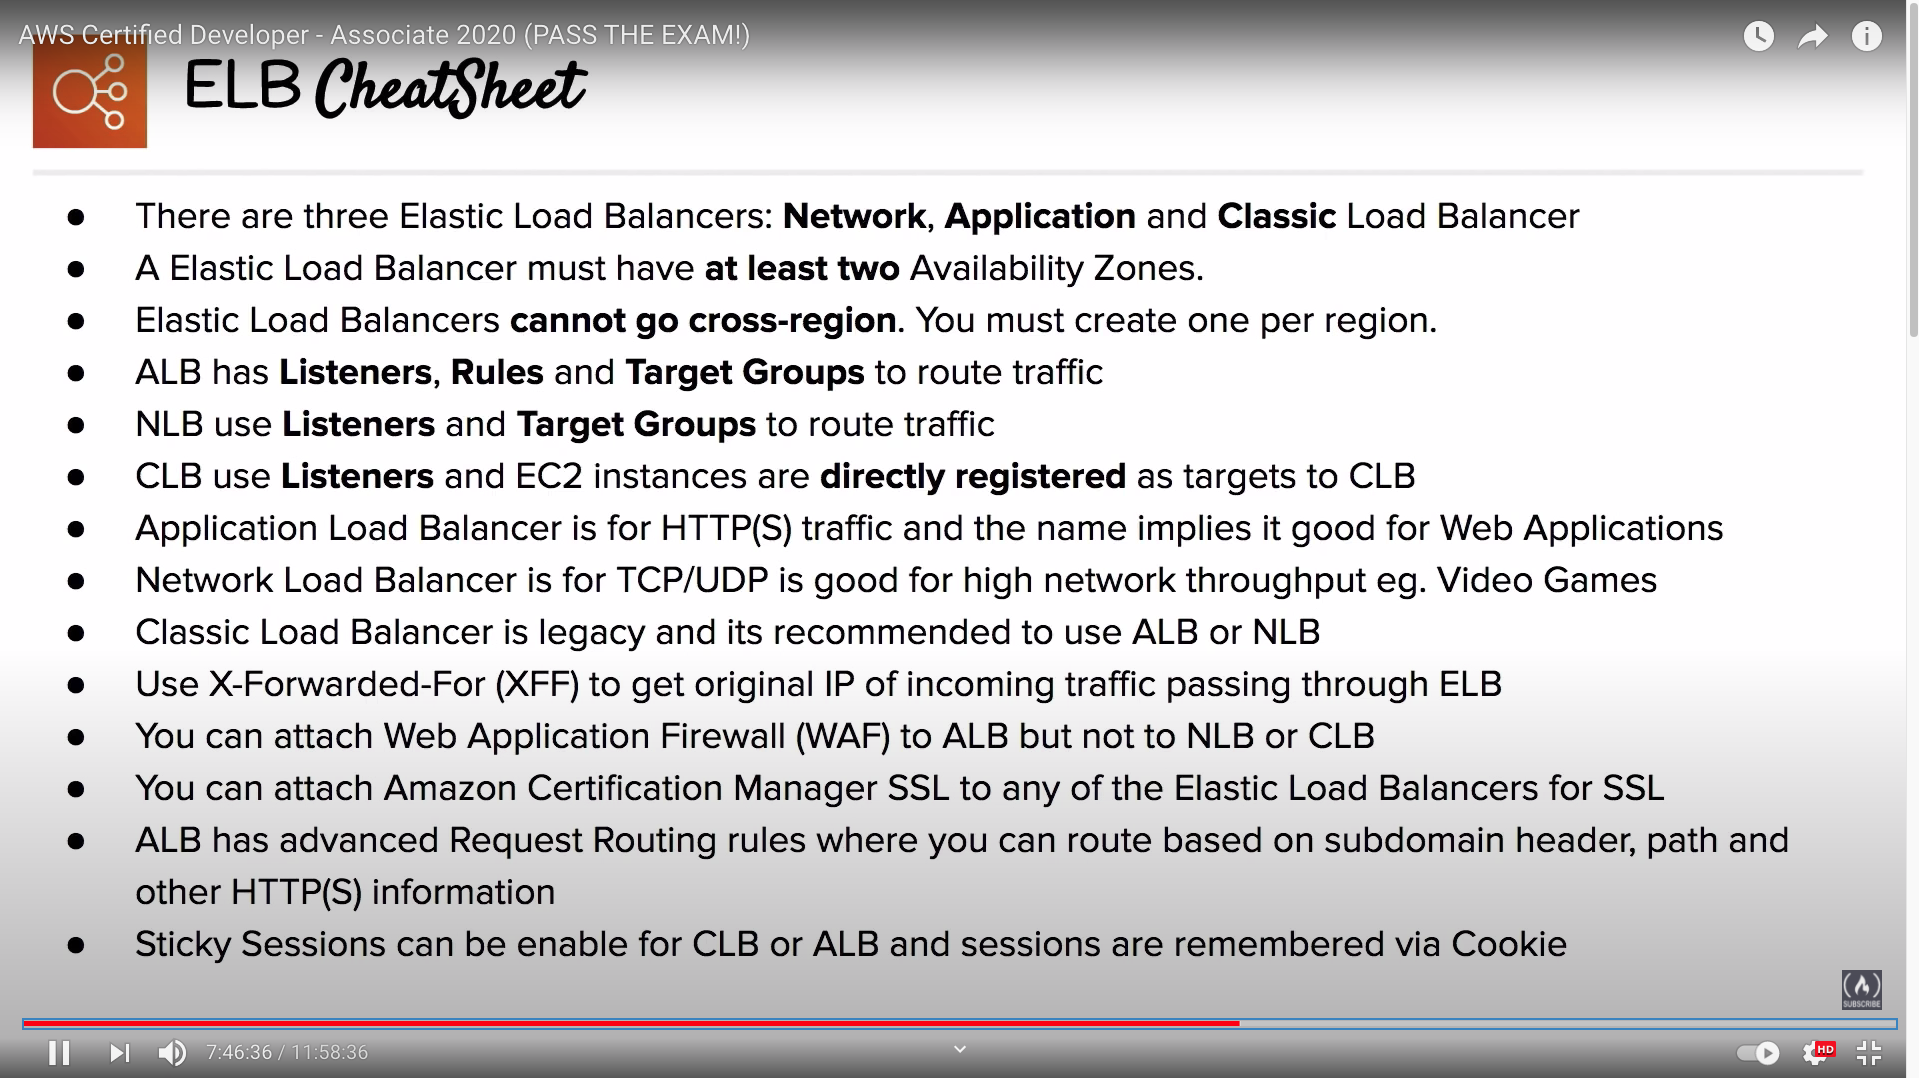 AWS Certified Developer - Associate 2020 (PASS THE EXAM!)
ELB CheatSheet
● There are three Elastic Load Balancers: Network, Application and Classic Load Balancer
● A Elastic Load Balancer must have at least two Availability Zones.
● Elastic Load Balancers cannot go cross-region. You must create one per region.
● ALB has Listeners, Rules and Target Groups to route traffic
● NLB use Listeners and Target Groups to route traffic
● CLB use Listeners and EC2 instances are directly registered as targets to CLB
● Application Load Balancer is for HTTP(S) traffic and the name implies it good for Web Applications
● Network Load Balancer is for TCP/UDP is good for high network throughput eg. Video Games
● Classic Load Balancer is legacy and its recommended to use ALB or NLB
● Use X-Forwarded-For (XFF) to get original IP of incoming traffic passing through ELB
● You can attach Web Application Firewall (WAF) to ALB but not to NLB or CLB
● You can attach Amazon Certification Manager SSL to any of the Elastic Load Balancers for SSL
● ALB has advanced Request Routing rules where you can route based on subdomain header, path and
other HTTP(S) information
● Sticky Sessions can be enable for CLB or ALB and sessions are remembered via Cookie
SUBSCRIBE
7:46:36 / 11:58:36
HD